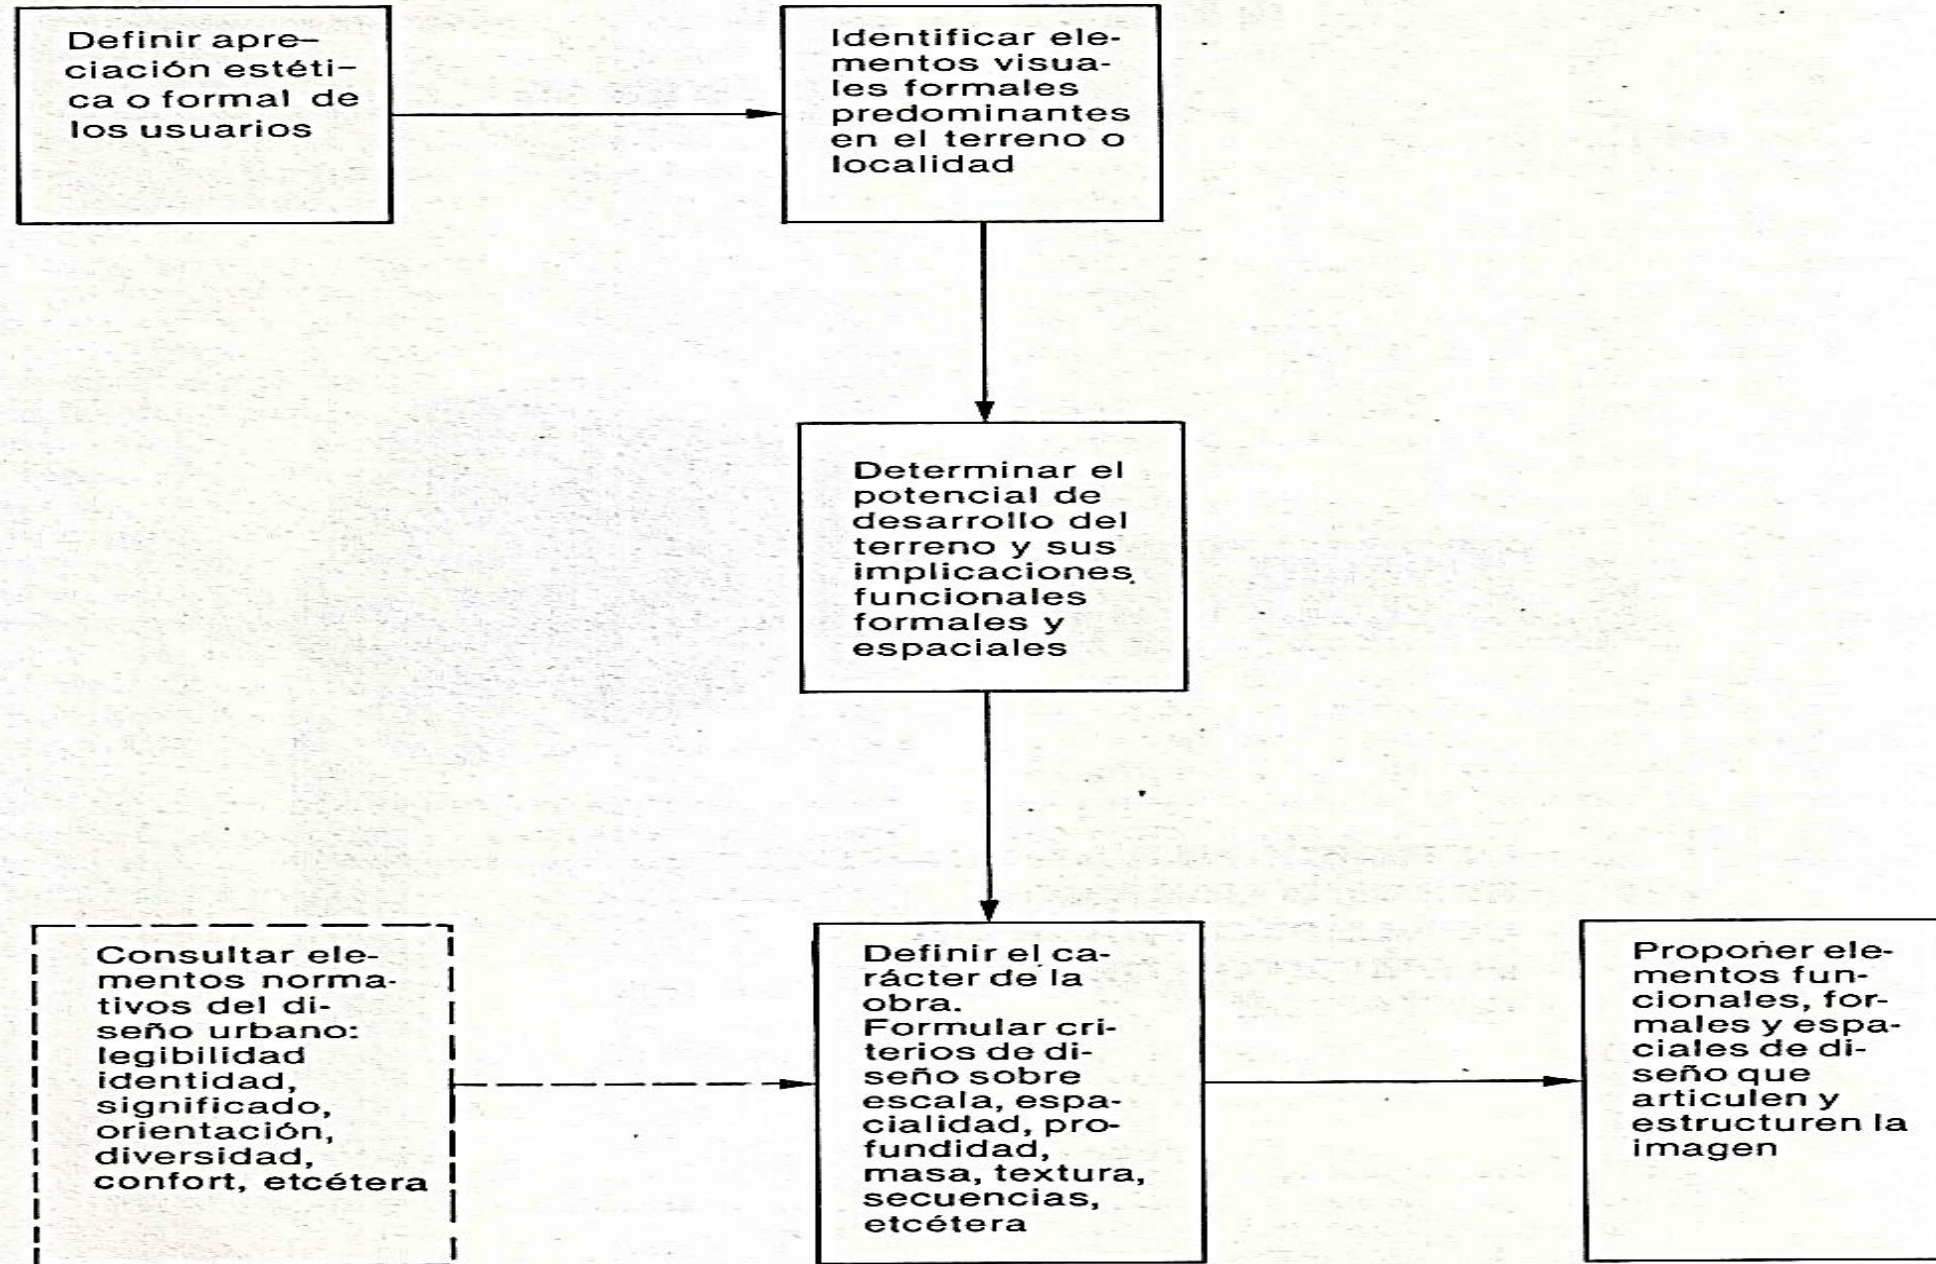 Definir apre-
ciación estéti-
ca o formal de
los usuarios
Identificar ele-
mentos visua-
les formales
predominantes
en el terreno o
localidad
Determinar el
potencial de
desarrollo del
terreno y sus
implicaciones
funcionales
formales y
espaciales
Consultar ele-
mentos norma-
tivos del di-
seño urbano:
legibilidad
identidad,
significado,
orientación,
diversidad,
confort, etcétera
Definir el ca-
rácter de la
obra.
Formular cri-
terios de di-
seño sobre
escala, espa-
cialidad, pro-
fundidad,
masa, textura,
secuencias,
etcétera
Proponer ele-
mentos fun-
cionales, for-
males y espa-
ciales de di-
seño que
articulen y
estructuren la
imagen